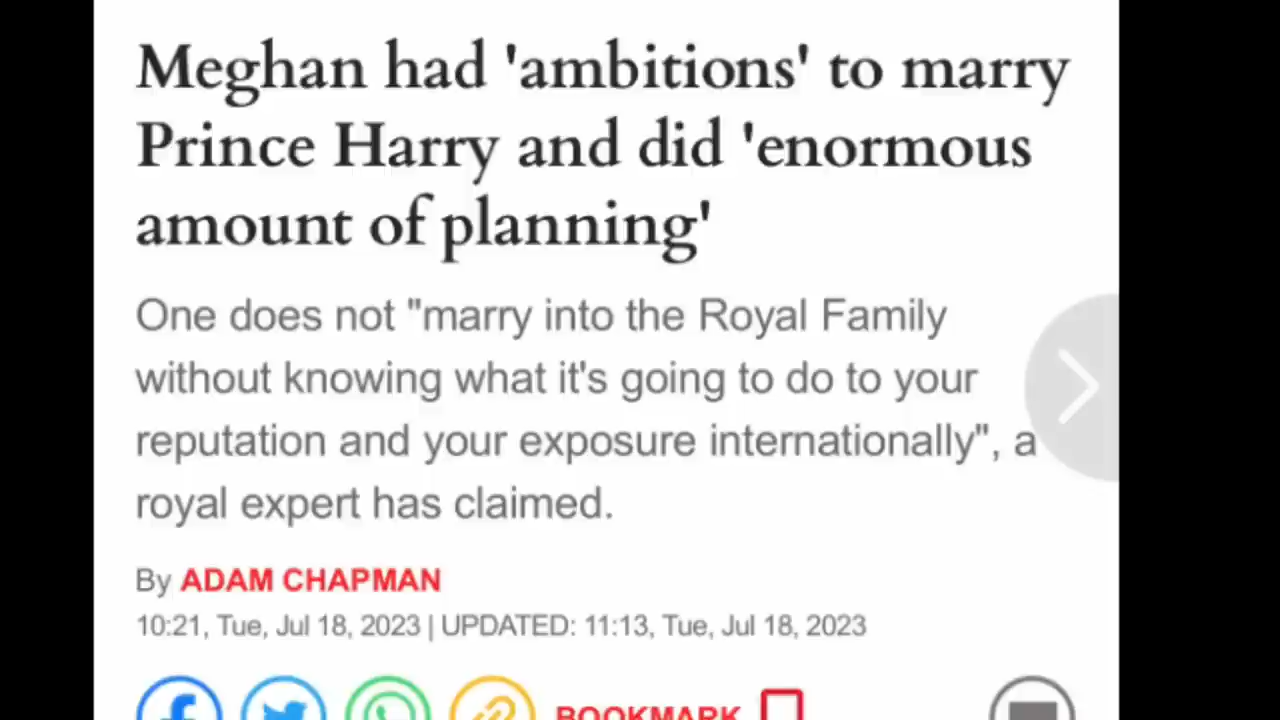 Meghan had 'ambitions' to marry
Prince Harry and did 'enormous
amount of planning'
One does not "marry into the Royal Family
without knowing what it's going to do to your
reputation and your exposure internationally", a
royal expert has claimed.
By ADAM CHAPMAN
10:21, Tue, Jul 18, 2023 | UPDATED: 11:13, Tue, Jul 18, 2023
BOOKMARK